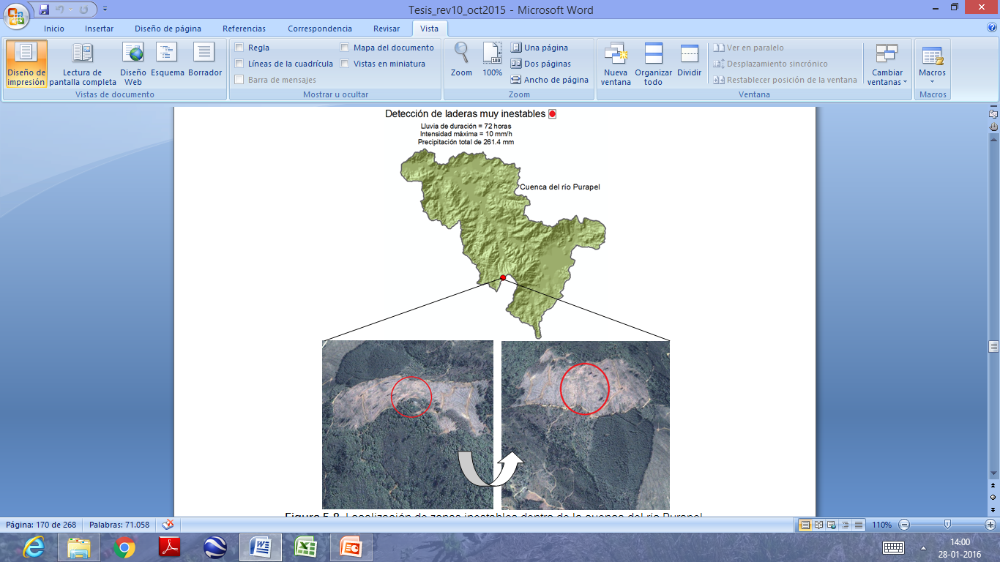 Tesis_rev10_oct2015 - Microsoft Word
Inicio Insertar Diseño de página Referencias Correspondencia Revisar Vista
Diseño de impresión
Lectura de pantalla completa
Diseño Web
Esquema
Borrador
Vistas de documento
Regla
Líneas de la cuadrícula
Barra de mensajes
Mapa del documento
Vistas en miniatura
Mostrar u ocultar
Zoom
100
100%
Una página
Dos páginas
Ancho de página
Zoom
Nueva ventana
Organizar todo
Dividir
Ver en paralelo
Desplazamiento sincrónico
Restablecer posición de la ventana
Cambiar ventanas
Ventana
Macros
Macros
Detección de laderas muy inestables
Lluvia de duración = 72 horas
Intensidad máxima = 10 mm/h
Precipitación total de 261.4 mm
Cuenca del río Purapel
Figura 5.8. Localización de zonas inestables dentro de la cuenca del río Purapel
Página: 170 de 268 Palabras: 71.058 110%
14:00
28-01-2016